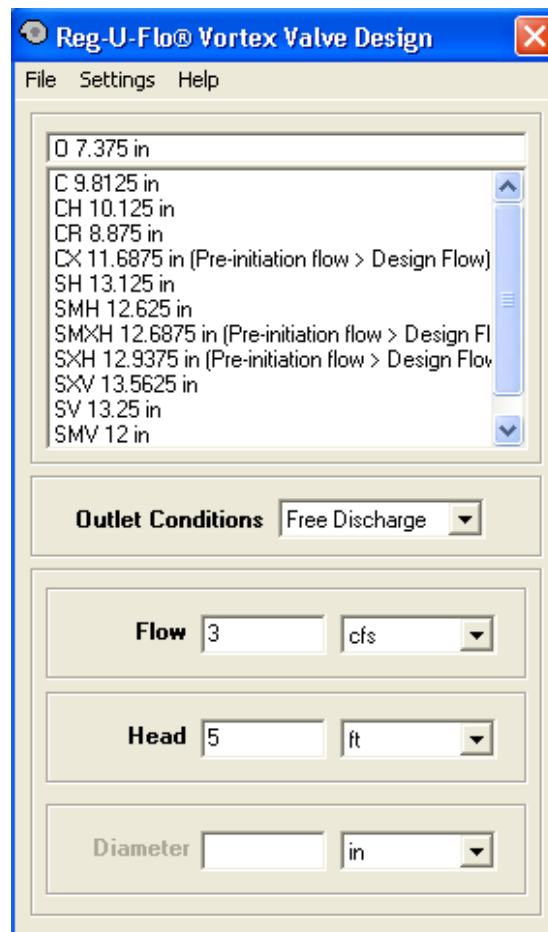 Reg-U-Flo® Vortex Valve Design
File Settings Help
O 7.375 in
C 9.8125 in
CH 10.125 in
CR 8.875 in
CX 11.6875 in (Pre-initiation flow > Design Flow)
SH 13.125 in
SMH 12.625 in
SMXH 12.6875 in (Pre-initiation flow > Design Fl
SXH 12.9375 in (Pre-initiation flow > Design Flow
SXV 13.5625 in
SV 13.25 in
SMV 12 in
Outlet Conditions Free Discharge
Flow 3 cfs
Head 5 ft
Diameter in